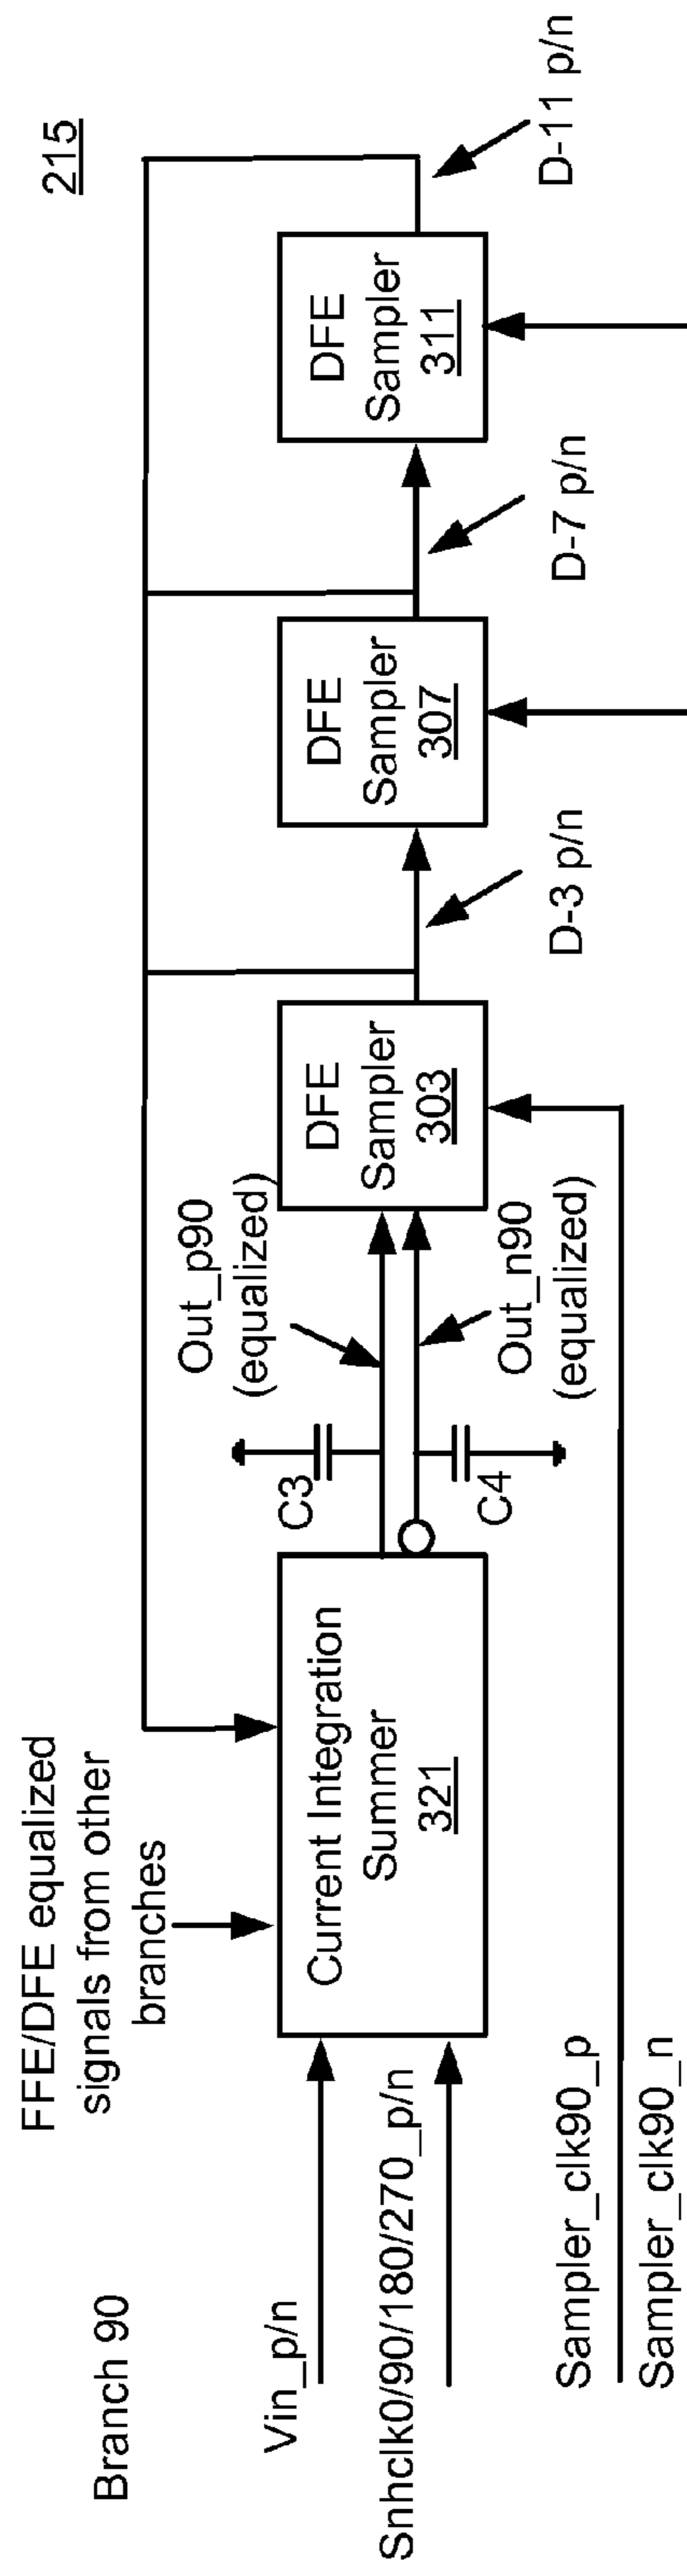 215
Branch 90
FFE/DFE equalized
signals from other
branches
Vin_p/n
Snhclk0/90/180/270_p/n
Current Integration
Summer
321
C3
C4
Out_p90
(equalized)
Out_n90
(equalized)
DFE
Sampler
303
D-3 p/n
DFE
Sampler
307
D-7 p/n
DFE
Sampler
311
D-11 p/n
Sampler_clk90_p
Sampler_clk90_n